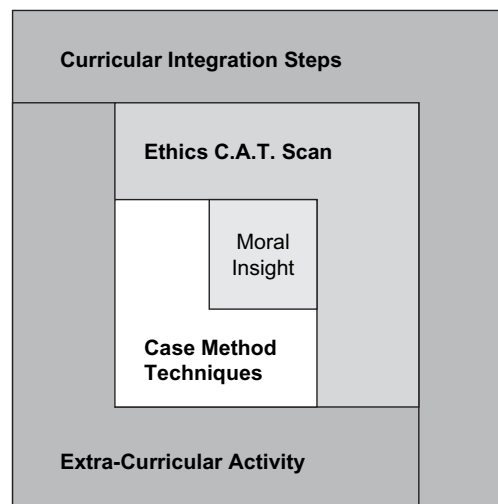 Curricular Integration Steps
Ethics C.A.T. Scan
Moral
Insight
Case Method
Techniques
Extra-Curricular Activity